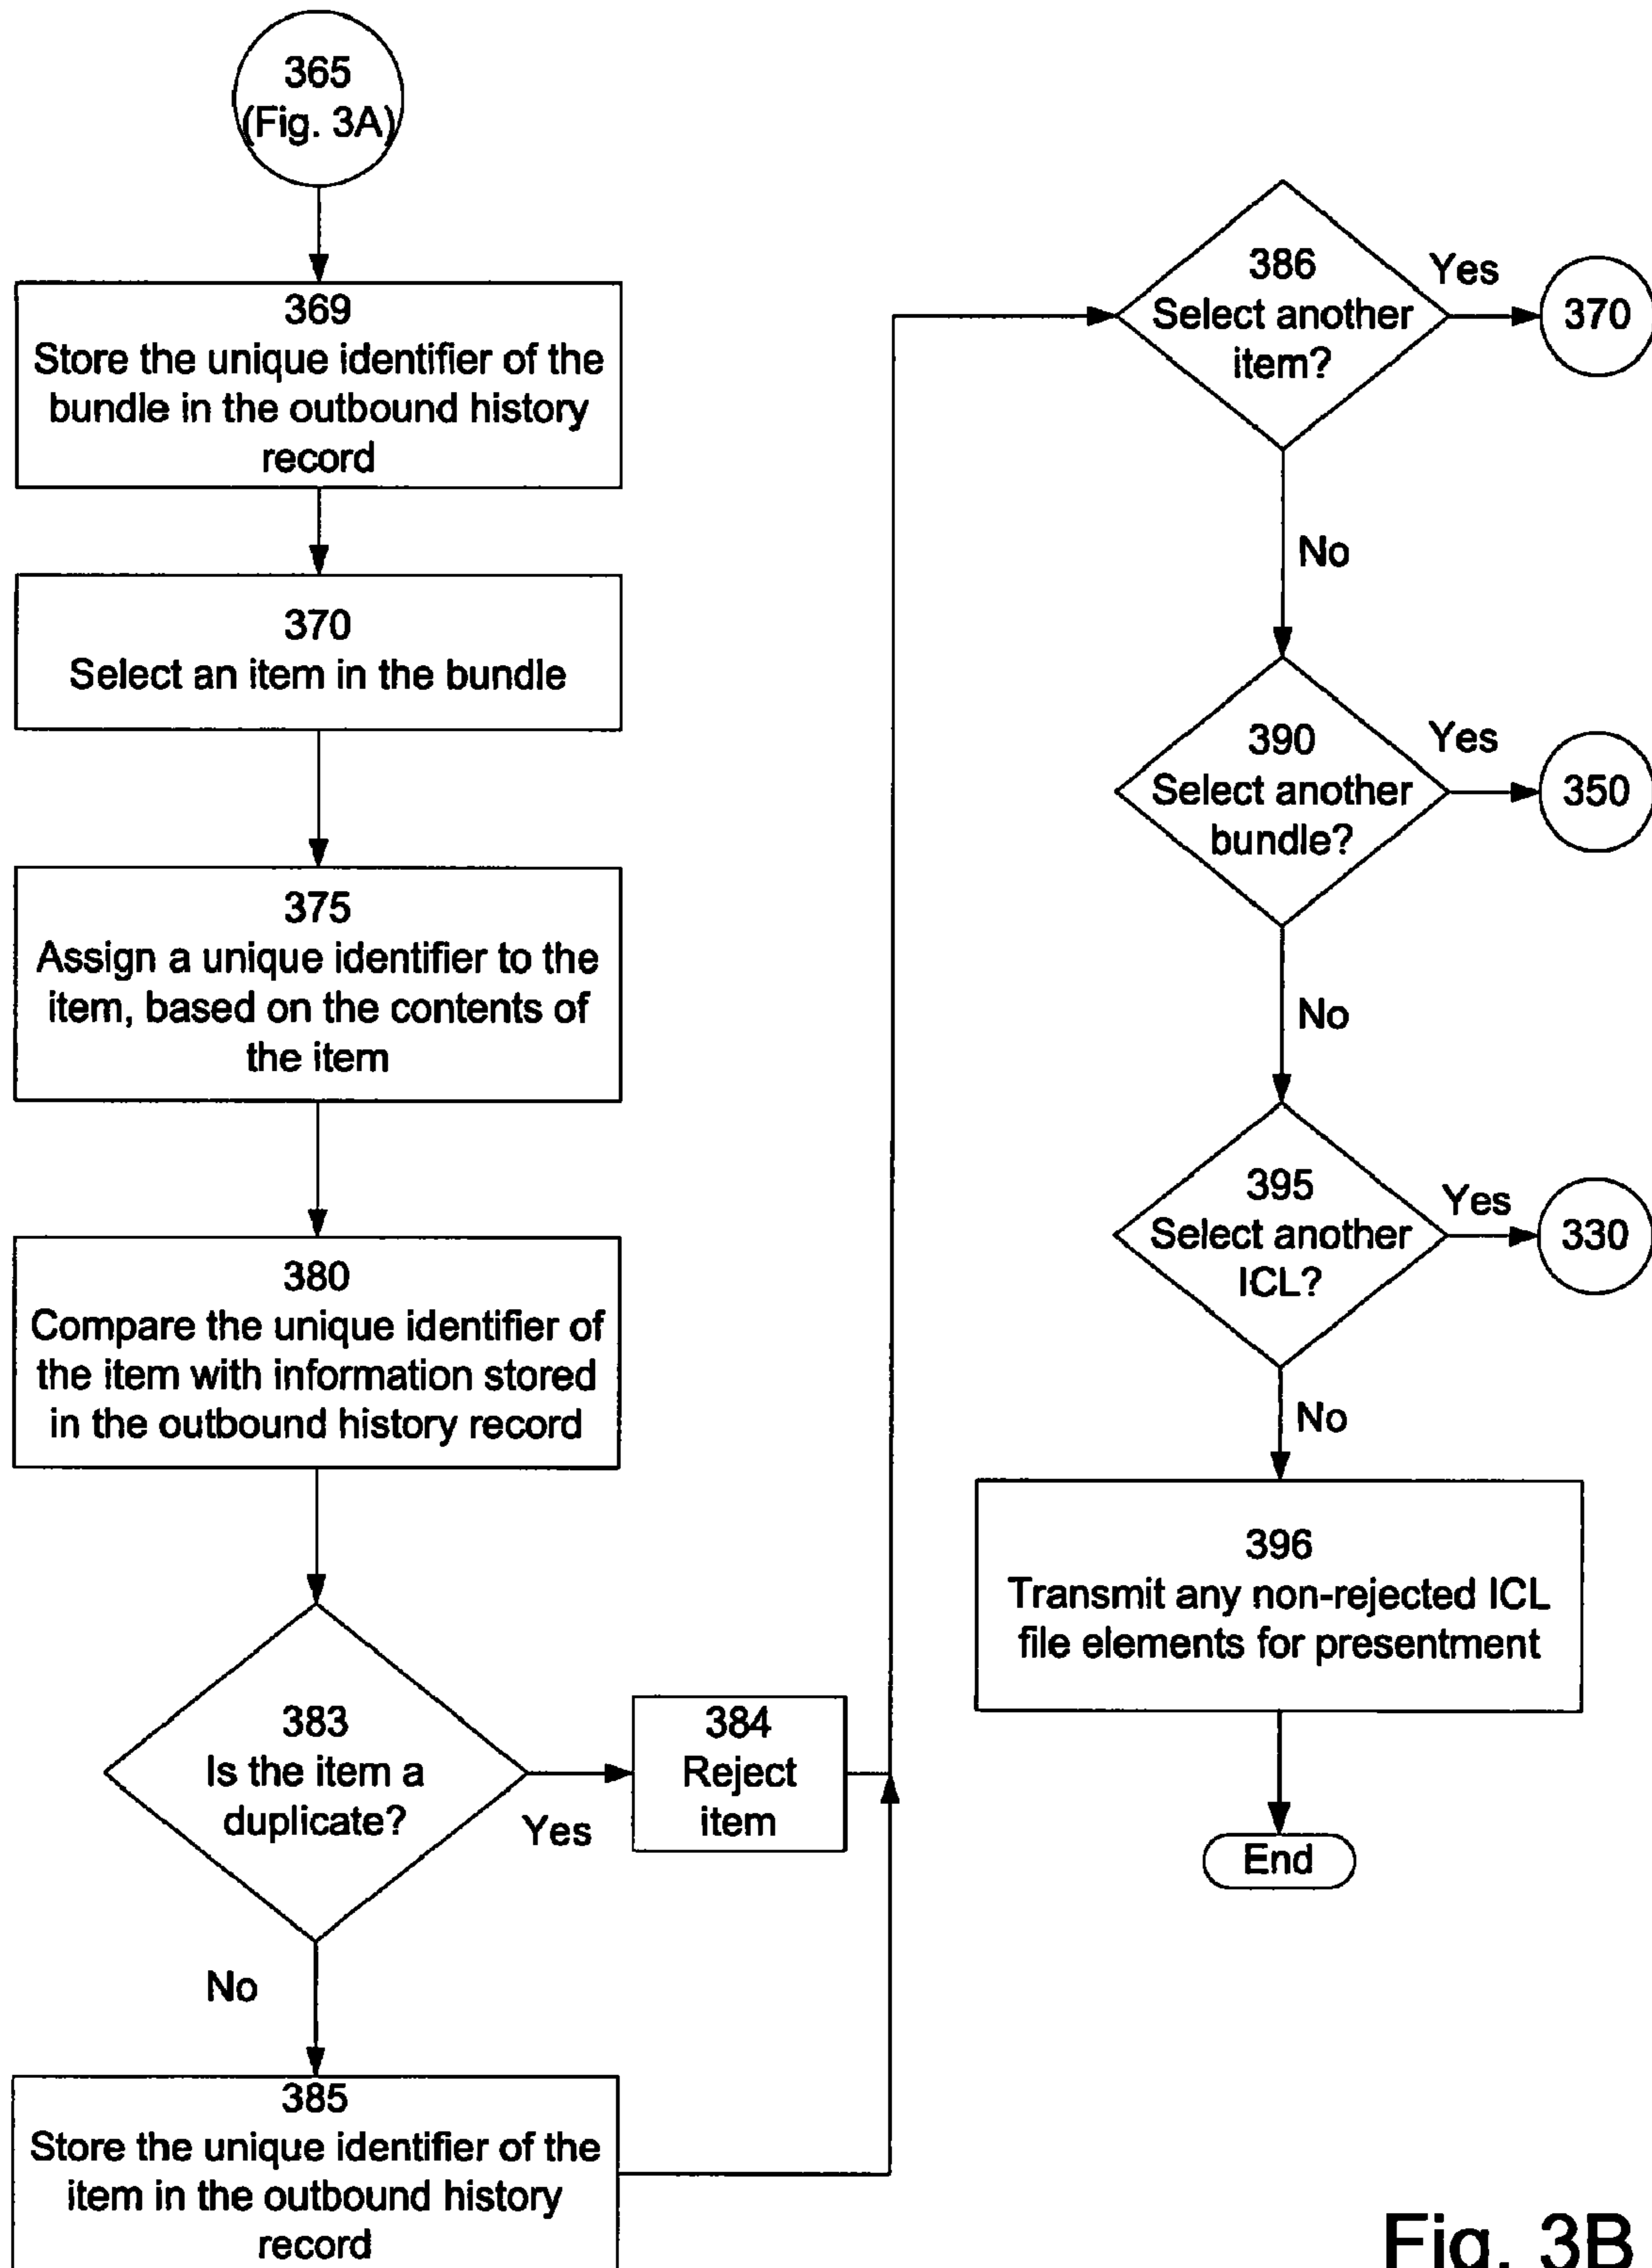 365
(Fig. 3A)
369
Store the unique identifier of the
bundle in the outbound history
record
370
Select an item in the bundle
375
Assign a unique identifier to the
item, based on the contents of
the item
380
Compare the unique identifier of
the item with information stored
in the outbound history record
383
Is the item a
duplicate?
Yes
384
Reject
item
No
385
Store the unique identifier of the
item in the outbound history
record
386
Select another
item?
Yes
370
No
390
Select another
bundle?
Yes
350
No
395
Select another
ICL?
Yes
330
No
396
Transmit any non-rejected ICL
file elements for presentment
End
Fig. 3B